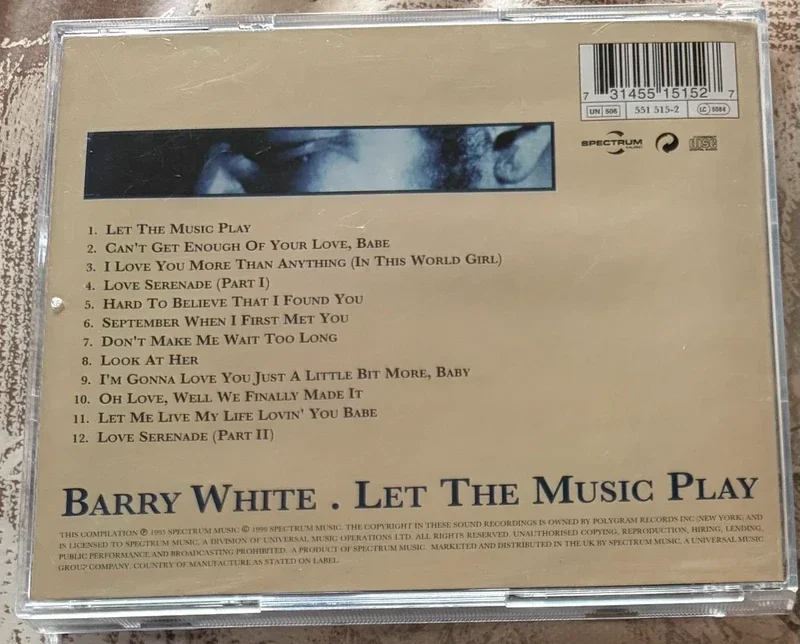 7 31455 15152 7
UN 506 551 515-2 LC 5064
SPECTRUM
MUSIC
disc
1. LET THE MUSIC PLAY
2. CAN'T GET ENOUGH OF YOUR LOVE, BABE
3. I LOVE YOU MORE THAN ANYTHING (IN THIS WORLD GIRL)
4. LOVE SERENADE (PART I)
5. HARD TO BELIEVE THAT I FOUND YOU
6. SEPTEMBER WHEN I FIRST MET YOU
7. DON'T MAKE ME WAIT TOO LONG
8. LOOK AT HER
9. I'M GONNA LOVE YOU JUST A LITTLE BIT MORE, BABY
10. OH LOVE, WELL WE FINALLY MADE IT
11. LET ME LIVE MY LIFE LOVIN' YOU BABE
12. LOVE SERENADE (PART II)
BARRY WHITE . LET THE MUSIC PLAY
THIS COMPILATION ℗ 1995 SPECTRUM MUSIC © 1999 SPECTRUM MUSIC. THE COPYRIGHT IN THESE SOUND RECORDINGS IS OWNED BY POLYGRAM RECORDS INC (NEW YORK) AND
IS LICENSED TO SPECTRUM MUSIC, A DIVISION OF UNIVERSAL MUSIC OPERATIONS LTD. ALL RIGHTS RESERVED. UNAUTHORISED COPYING, REPRODUCTION, HIRING, LENDING,
PUBLIC PERFORMANCE AND BROADCASTING PROHIBITED. A PRODUCT OF SPECTRUM MUSIC. MARKETED AND DISTRIBUTED IN THE UK BY SPECTRUM MUSIC, A UNIVERSAL MUSIC
GROUP COMPANY. COUNTRY OF MANUFACTURE AS STATED ON LABEL.